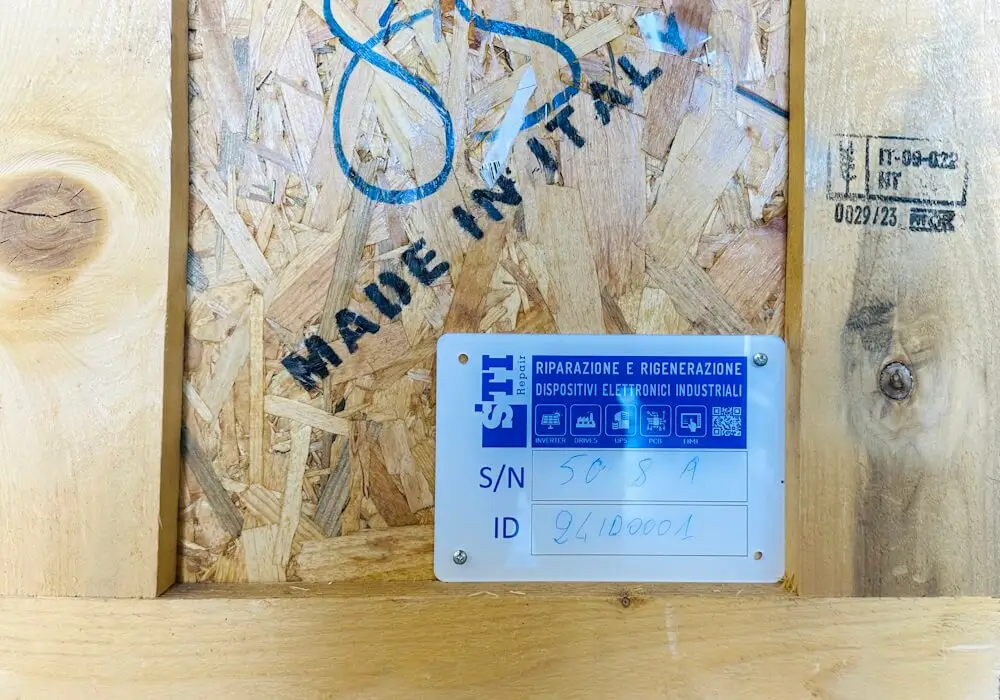 MADE IN ITALY
IT-09-022
HT
0029/23
STI
Repair
RIPARAZIONE E RIGENERAZIONE
DISPOSITIVI ELETTRONICI INDUSTRIALI
INVERTER DRIVES UPS PCB HMI
S/N 50 8 A
ID 24ID0001